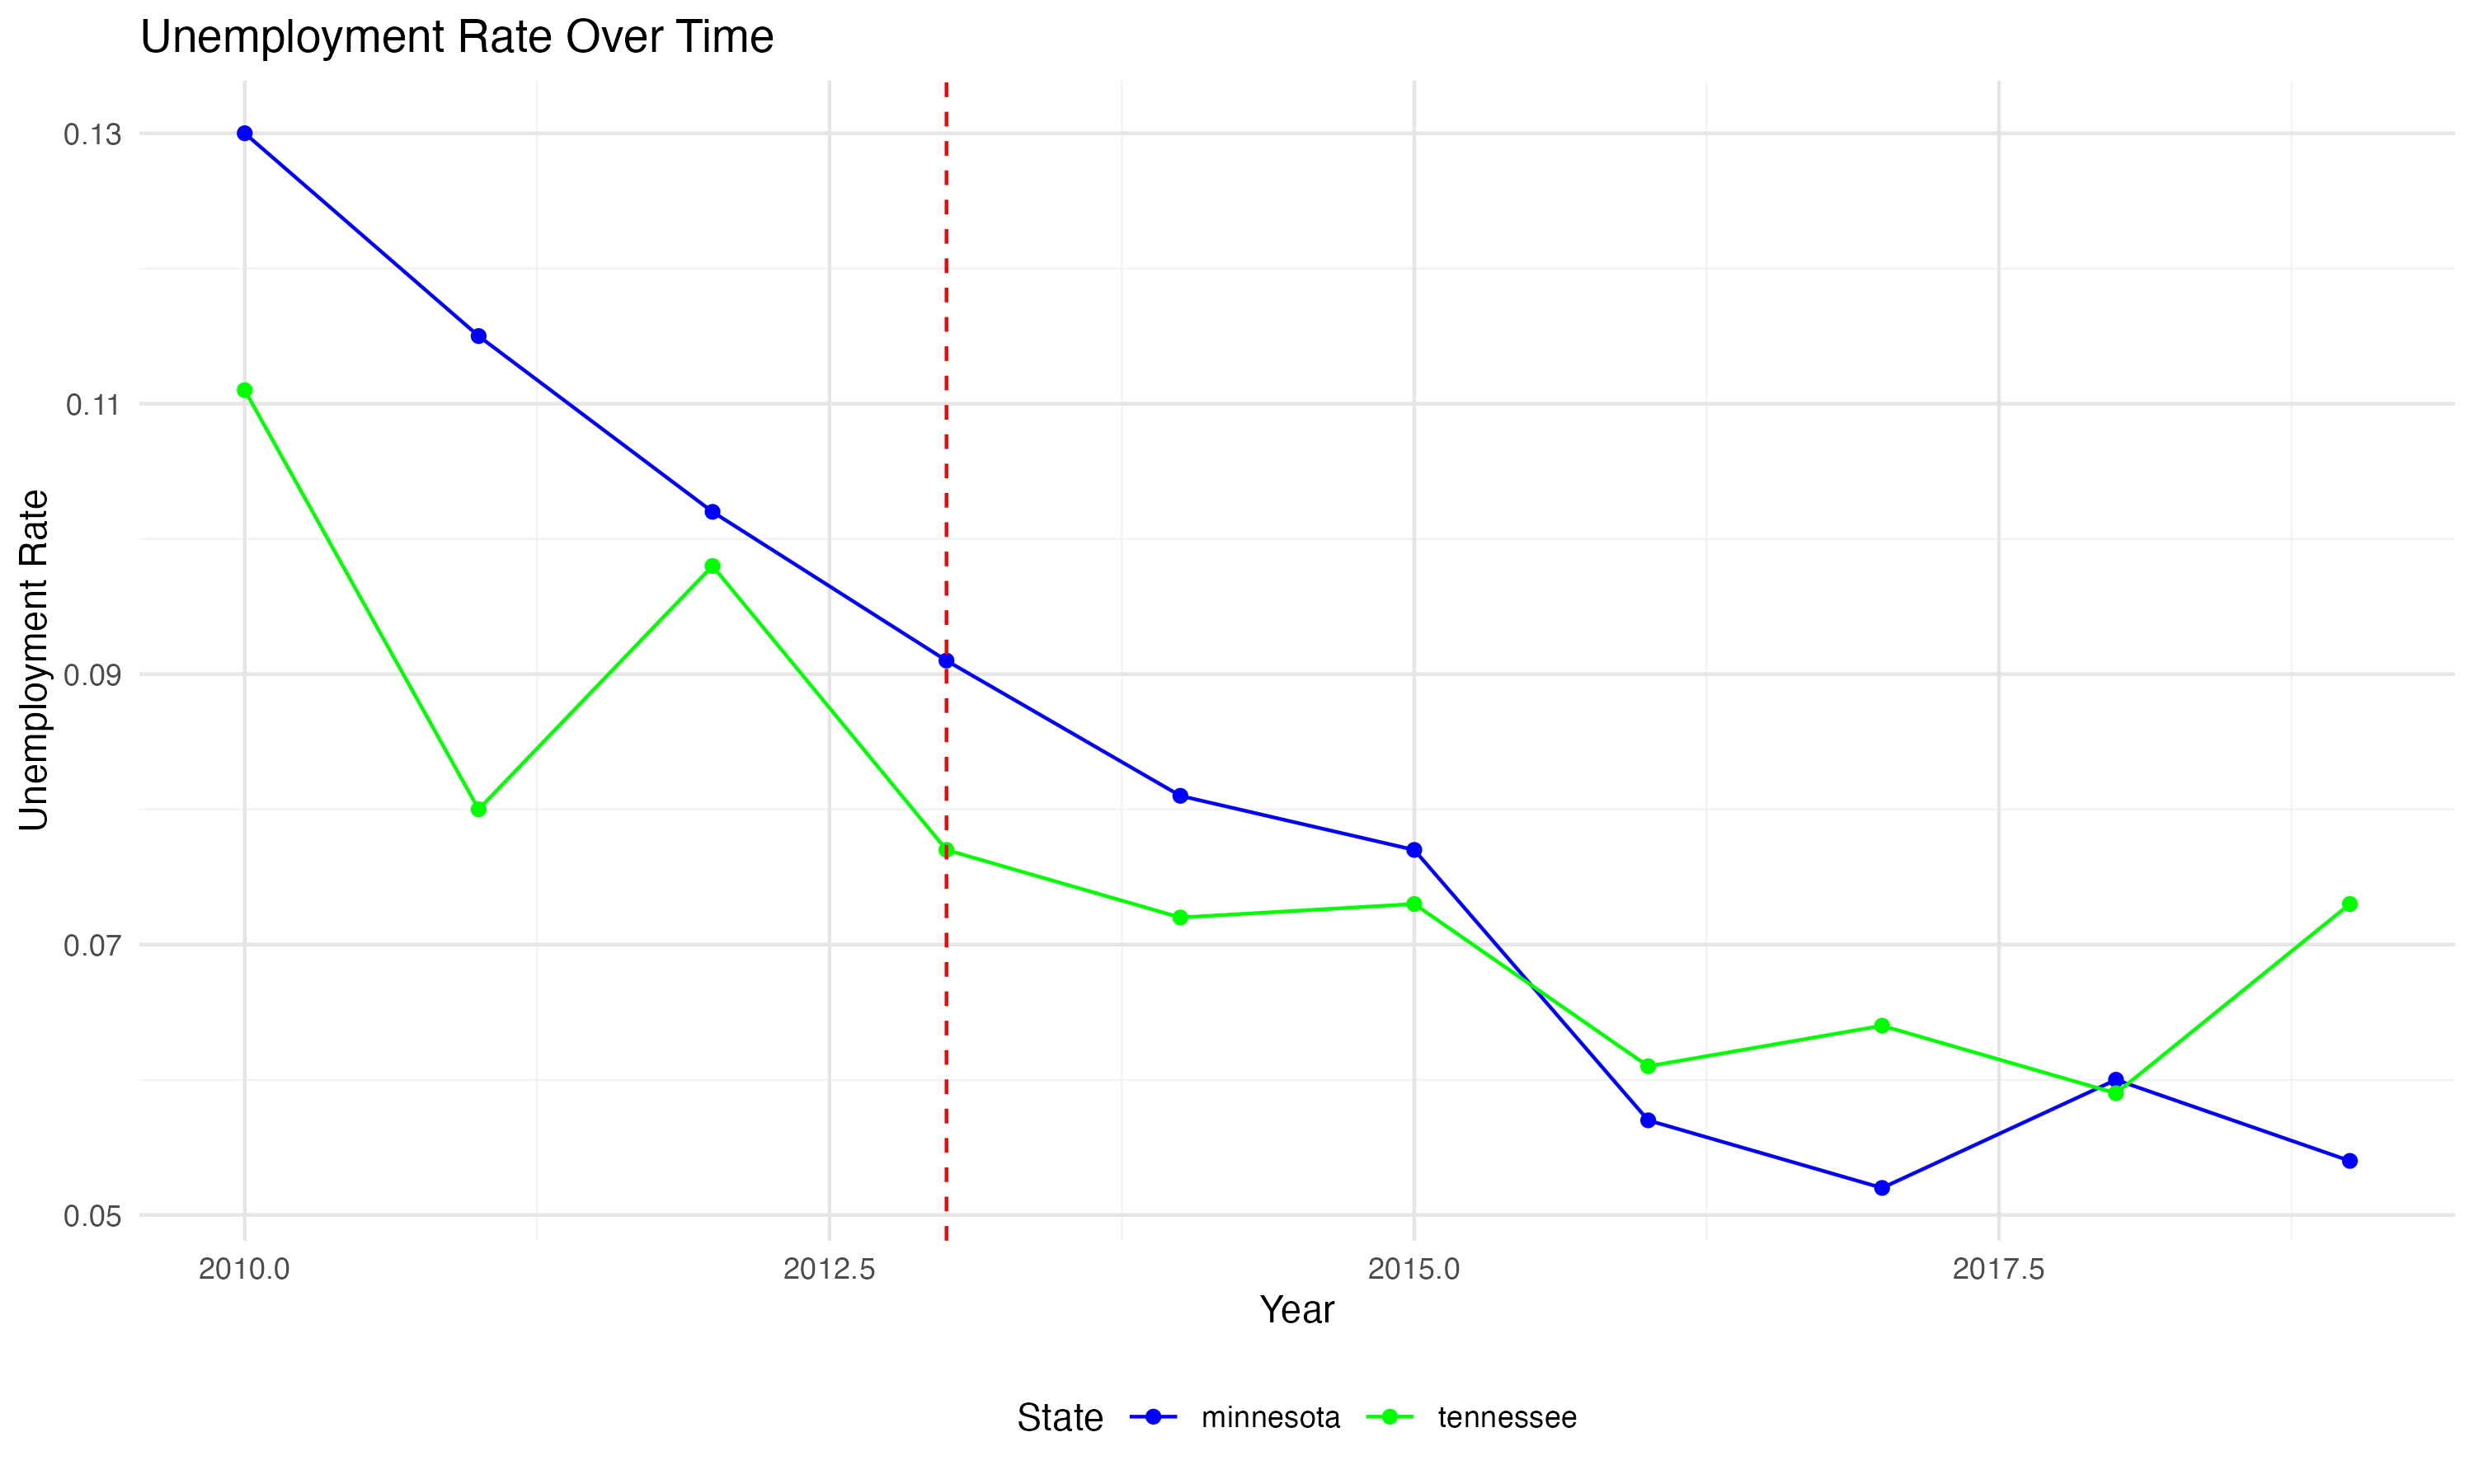 Unemployment Rate Over Time
Unemployment Rate
0.13
0.11
0.09
0.07
0.05
2010.0 2012.5 2015.0 2017.5
Year
State minnesota tennessee